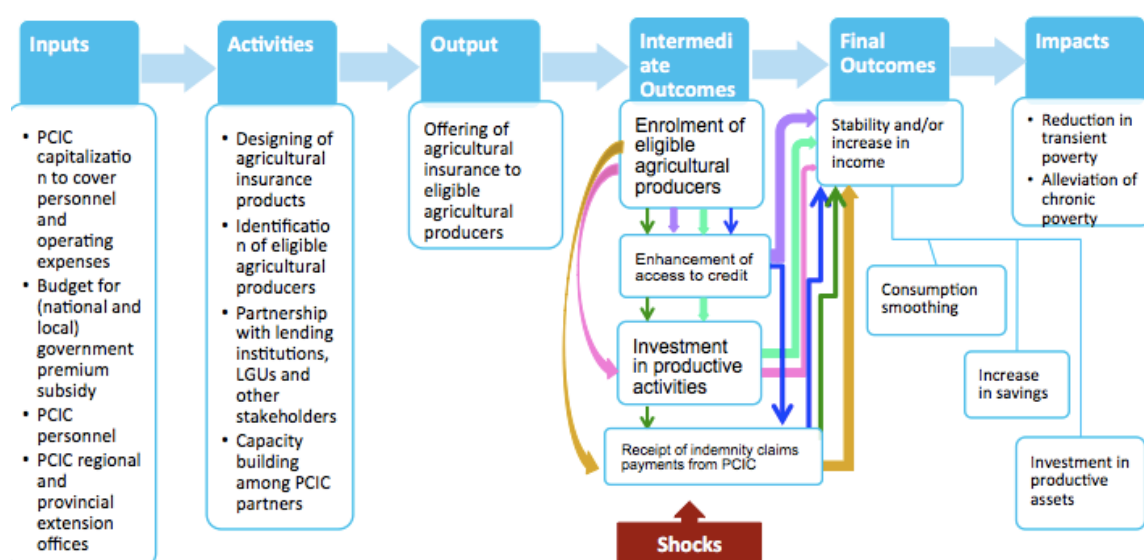 Inputs
PCIC
capitalizatio
n to cover
personnel
and
operating
expenses
Budget for
(national and
local)
government
premium
subsidy
PCIC
personnel
PCIC regional
and
provincial
extension
offices
Activities
Designing of
agricultural
insurance
products
Identificatio
n of eligible
agricultural
producers
Partnership
with lending
institutions,
LGUs and
other
stakeholders
Capacity
building
among PCIC
partners
Output
Offering of
agricultural
insurance to
eligible
agricultural
producers
Intermedi
ate
Outcomes
Enrolment of
eligible
agricultural
producers
Enhancement of
access to credit
Investment
in productive
activities
Receipt of indemnity claims
payments from PCIC
Shocks
Final
Outcomes
Stability and/or
increase in
income
Consumption
smoothing
Increase
in savings
Investment in
productive
assets
Impacts
Reduction in
transient
poverty
Alleviation of
chronic
poverty